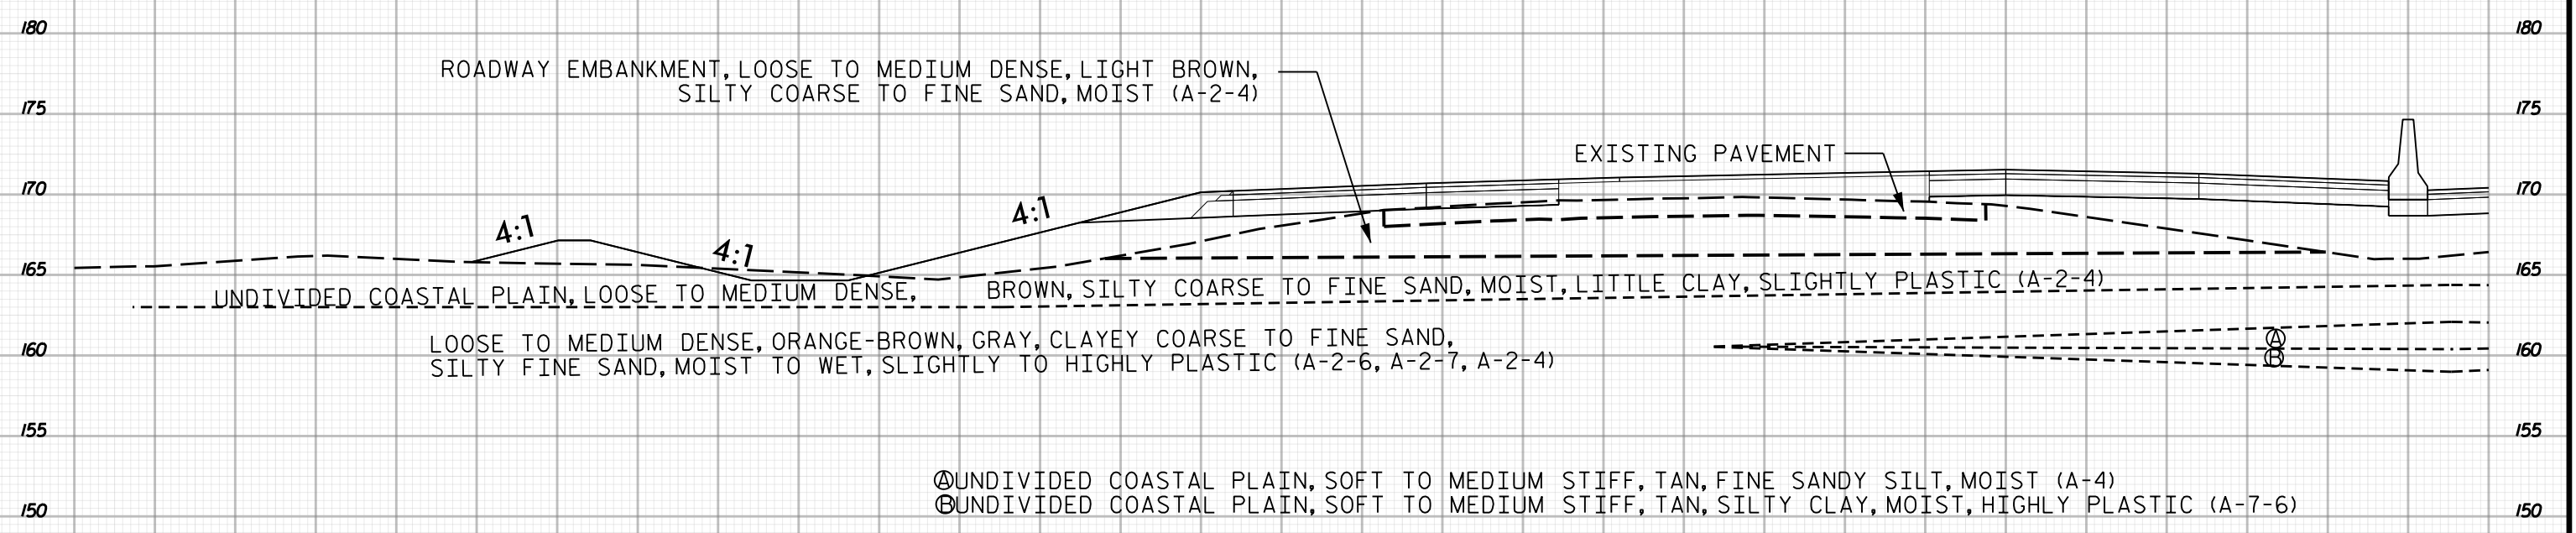 180 180
ROADWAY EMBANKMENT, LOOSE TO MEDIUM DENSE, LIGHT BROWN,
SILTY COARSE TO FINE SAND, MOIST (A-2-4)
175 175
EXISTING PAVEMENT
170 170
4:1
4:1
4:1
165 165
UNDIVIDED COASTAL PLAIN, LOOSE TO MEDIUM DENSE, BROWN, SILTY COARSE TO FINE SAND, MOIST, LITTLE CLAY, SLIGHTLY PLASTIC (A-2-4)
LOOSE TO MEDIUM DENSE, ORANGE-BROWN, GRAY, CLAYEY COARSE TO FINE SAND,
SILTY FINE SAND, MOIST TO WET, SLIGHTLY TO HIGHLY PLASTIC (A-2-6, A-2-7, A-2-4)
A
B
160 160
155 155
Ⓐ UNDIVIDED COASTAL PLAIN, SOFT TO MEDIUM STIFF, TAN, FINE SANDY SILT, MOIST (A-4)
Ⓑ UNDIVIDED COASTAL PLAIN, SOFT TO MEDIUM STIFF, TAN, SILTY CLAY, MOIST, HIGHLY PLASTIC (A-7-6)
150 150